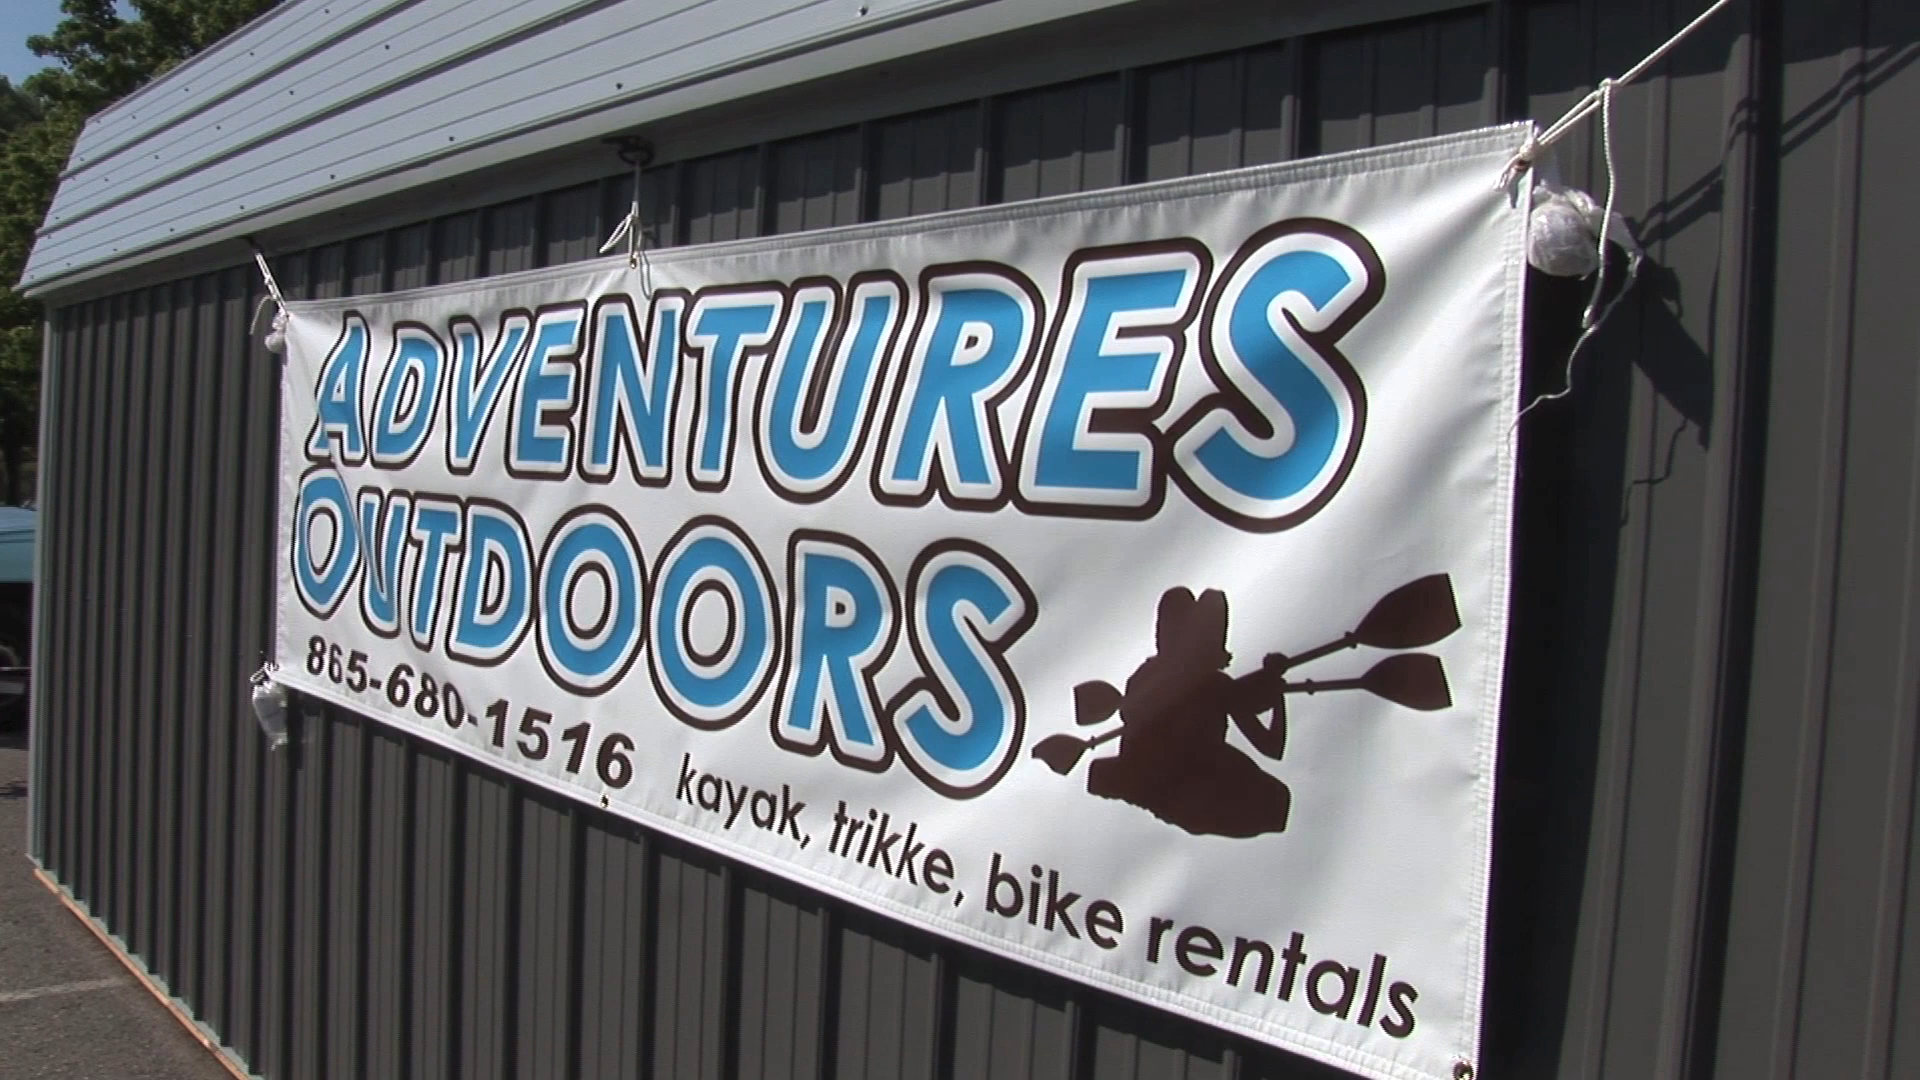 ADVENTURES
OUTDOORS
865-680-1516
kayak, trikke, bike rentals